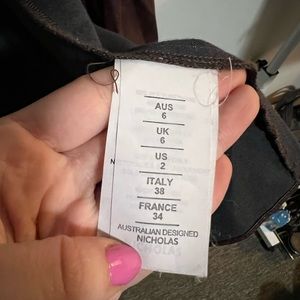 AUS
6
UK
6
US
2
ITALY
38
FRANCE
34
AUSTRALIAN DESIGNED
NICHOLAS